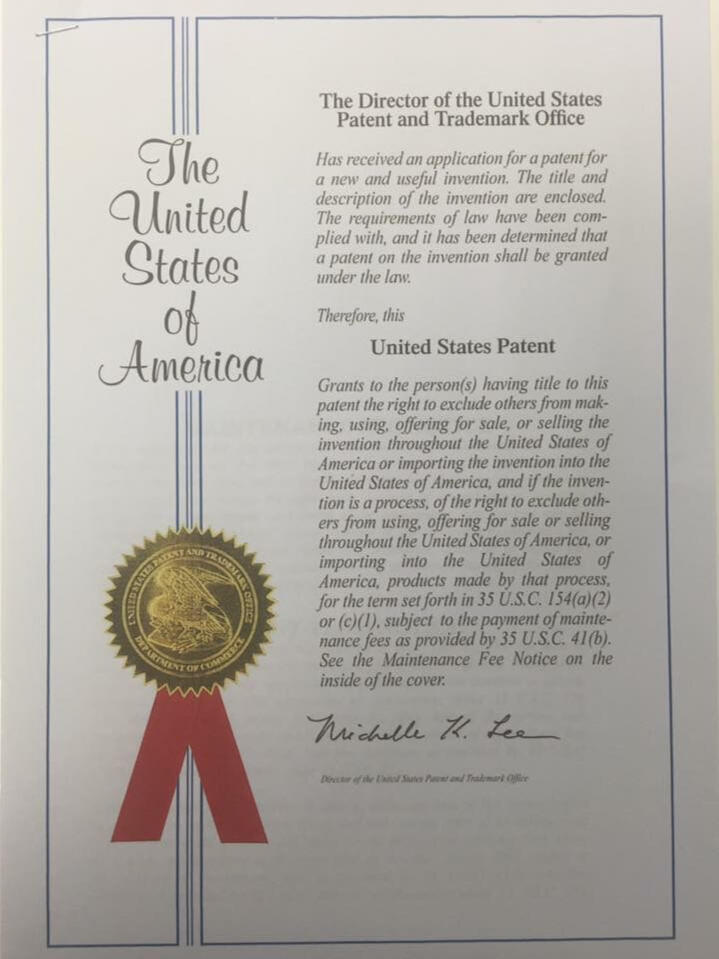 The
United
States
of
America
The Director of the United States
Patent and Trademark Office
Has received an application for a patent for
a new and useful invention. The title and
description of the invention are enclosed.
The requirements of law have been com-
plied with, and it has been determined that
a patent on the invention shall be granted
under the law.
Therefore, this
United States Patent
Grants to the person(s) having title to this
patent the right to exclude others from mak-
ing, using, offering for sale, or selling the
invention throughout the United States of
America or importing the invention into the
United States of America, and if the inven-
tion is a process, of the right to exclude oth-
ers from using, offering for sale or selling
throughout the United States of America, or
importing into the United States of
America, products made by that process,
for the term set forth in 35 U.S.C. 154(a)(2)
or (c)(1), subject to the payment of mainte-
nance fees as provided by 35 U.S.C. 41(b).
See the Maintenance Fee Notice on the
inside of the cover.
Michelle K. Lee
Director of the United States Patent and Trademark Office
UNITED STATES PATENT AND TRADEMARK OFFICE
DEPARTMENT OF COMMERCE